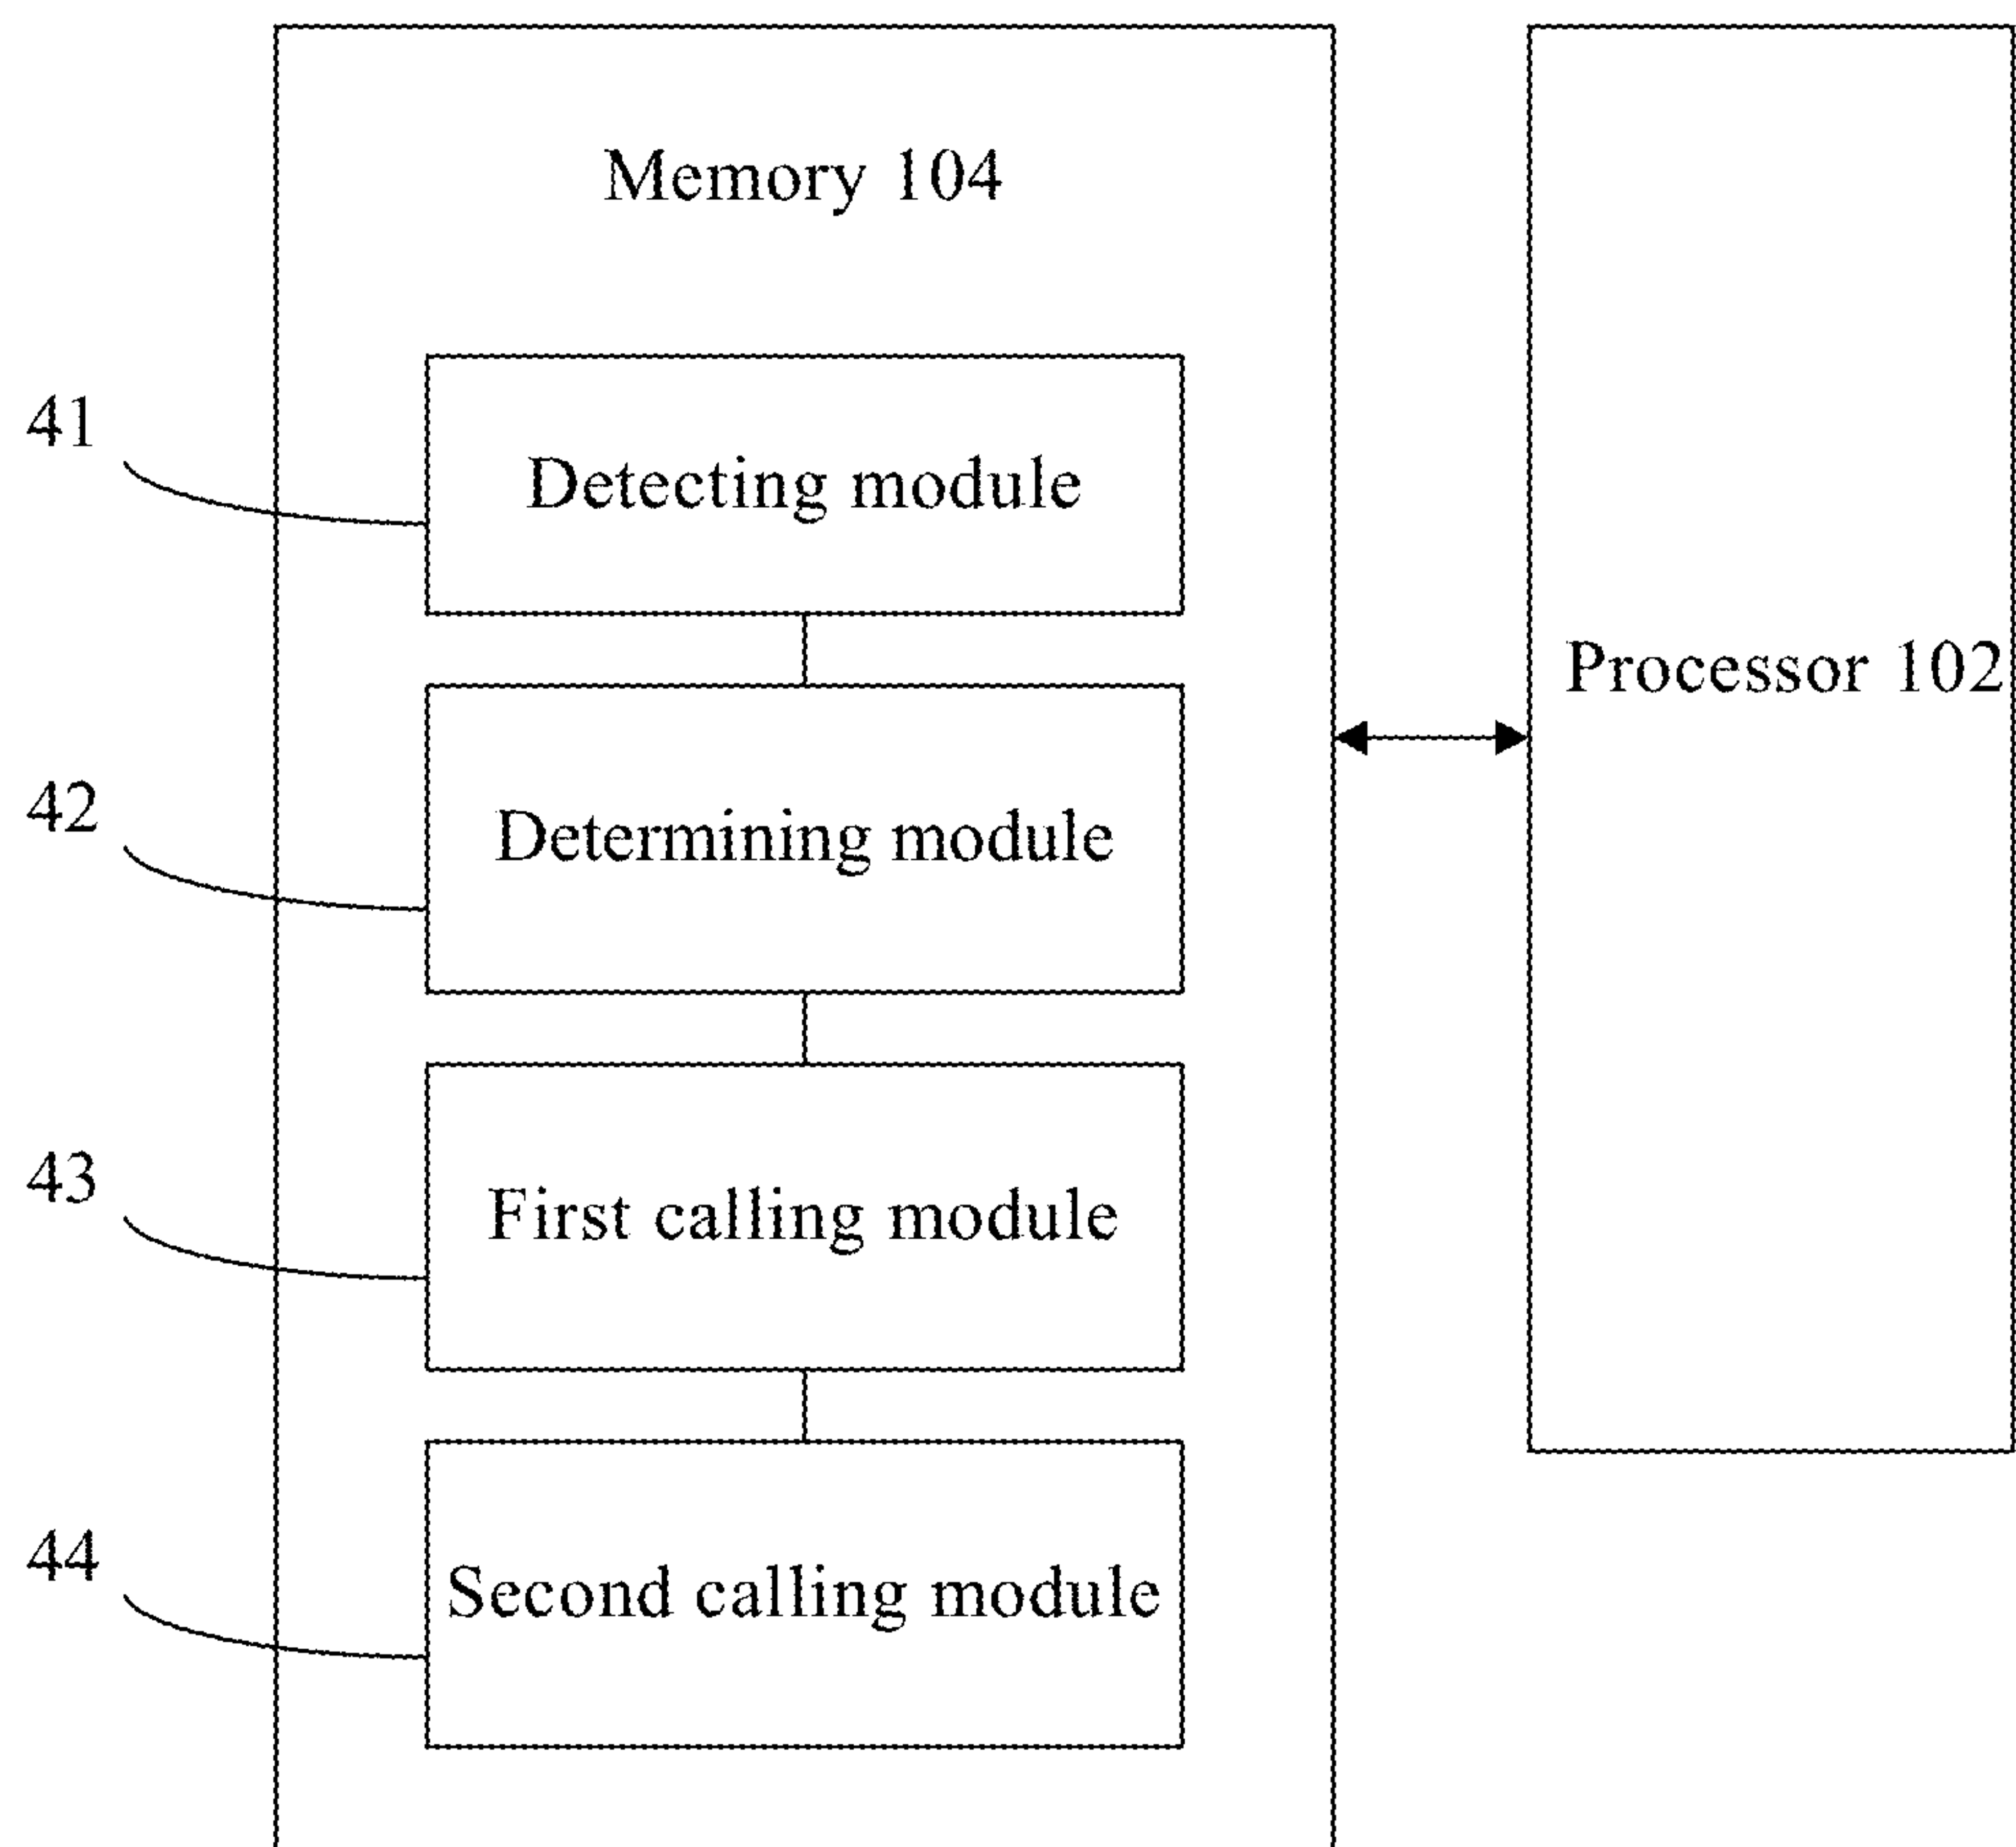 Memory 104
41
Detecting module
Processor 102
42
Determining module
43
First calling module
44
Second calling module